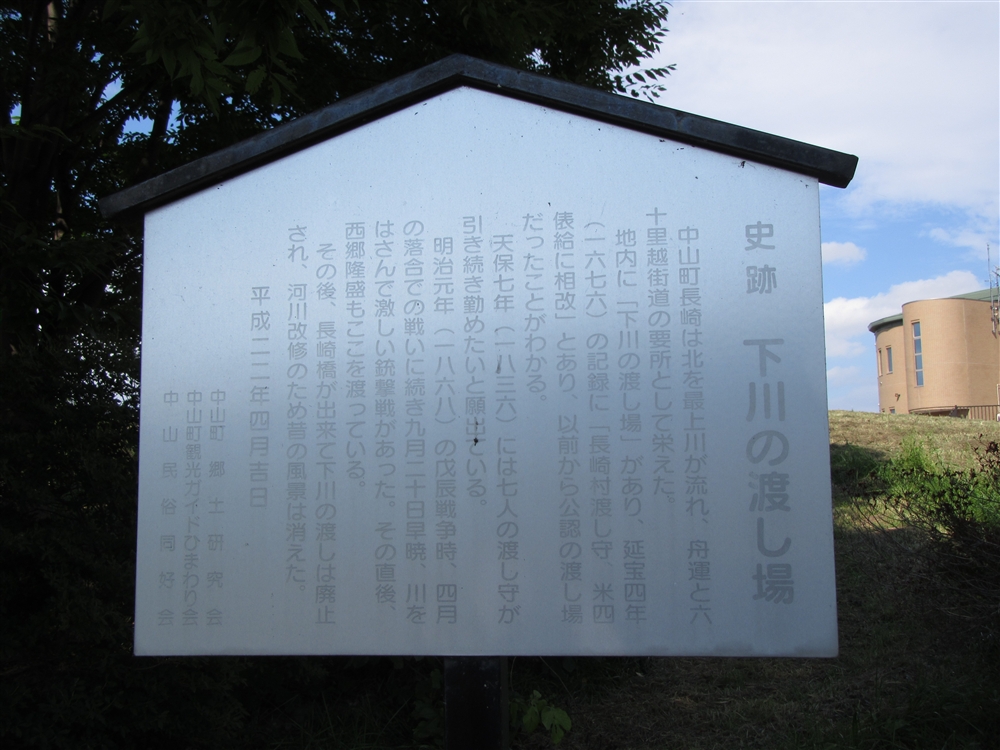 史跡 下川の渡し場
中山町長崎は北を最上川が流れ、舟運と六
十里越街道の要所として栄えた。
地内に「下川の渡し場」があり、延宝四年
（一六七六）の記録に「長崎村渡し守、米四
俵給に相改」とあり、以前から公認の渡し場
だったことがわかる。
天保七年（一八三六）には七人の渡し守が
引き続き勤めたいと願出ている。
明治元年（一八六八）の戊辰戦争時、四月
の落合での戦いに続き九月二十日早暁、川を
はさんで激しい銃撃戦があった。その直後、
西郷隆盛もここを渡っている。
その後、長崎橋が出来て下川の渡しは廃止
され、河川改修のため昔の風景は消えた。
平成二二年四月吉日
中山町 郷土研究会
中山町観光ガイドひまわり会
中山民俗同好会